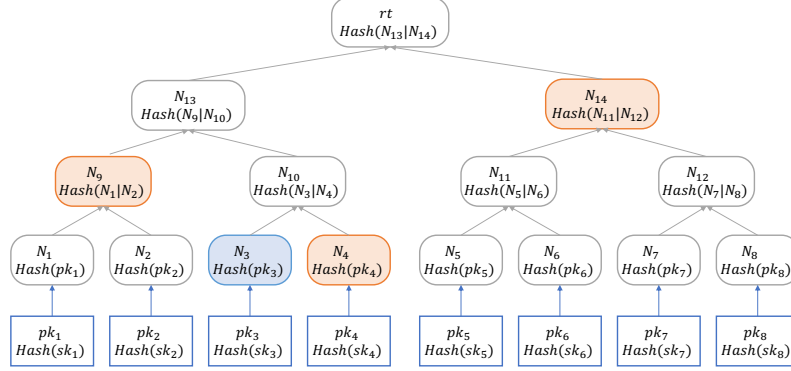 rt
Hash(N₁₃|N₁₄)
N₁₃
Hash(N₉|N₁₀)
N₁₄
Hash(N₁₁|N₁₂)
N₉
Hash(N₁|N₂)
N₁₀
Hash(N₃|N₄)
N₁₁
Hash(N₅|N₆)
N₁₂
Hash(N₇|N₈)
N₁
Hash(pk₁)
N₂
Hash(pk₂)
N₃
Hash(pk₃)
N₄
Hash(pk₄)
N₅
Hash(pk₅)
N₆
Hash(pk₆)
N₇
Hash(pk₇)
N₈
Hash(pk₈)
pk₁
Hash(sk₁)
pk₂
Hash(sk₂)
pk₃
Hash(sk₃)
pk₄
Hash(sk₄)
pk₅
Hash(sk₅)
pk₆
Hash(sk₆)
pk₇
Hash(sk₇)
pk₈
Hash(sk₈)